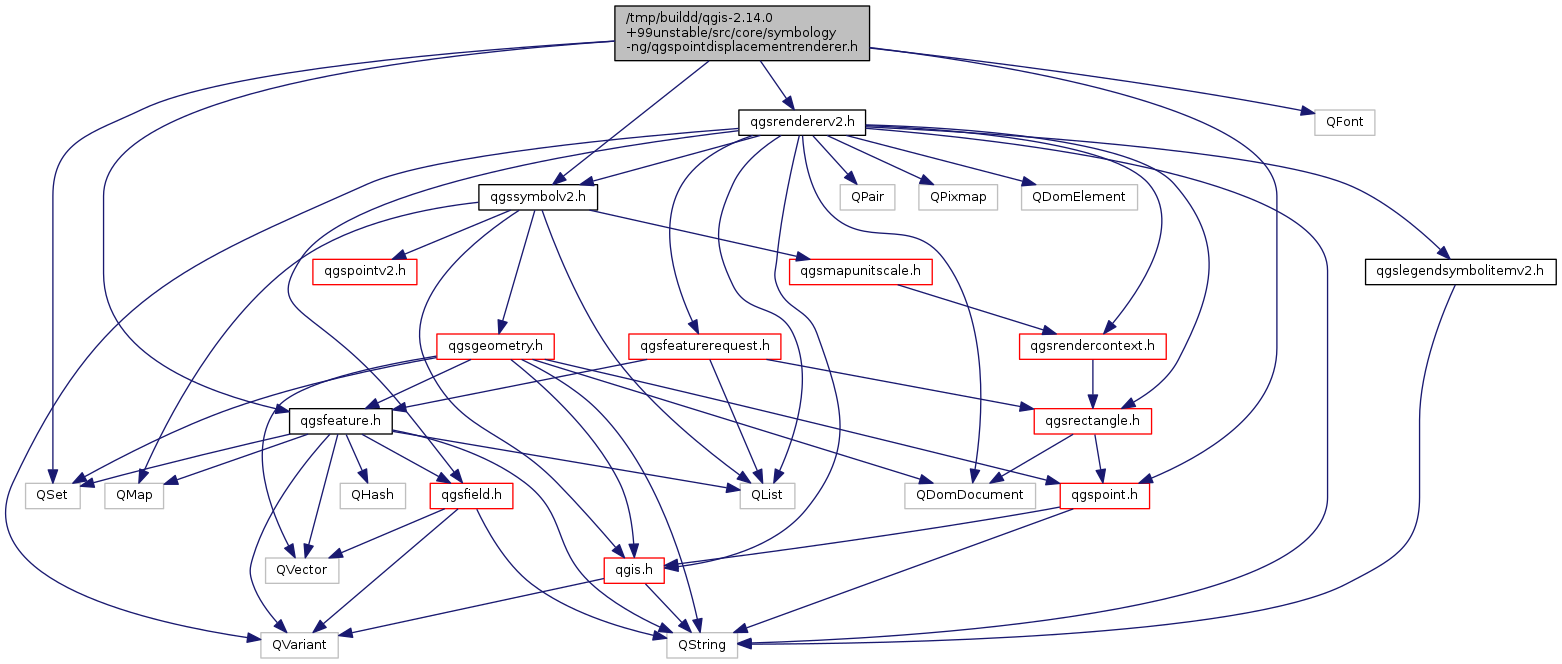 /tmp/buildd/qgis-2.14.0
+99unstable/src/core/symbology
-ng/qgspointdisplacementrenderer.h
qgsrendererv2.h
QFont
qgssymbolv2.h
QPair
QPixmap
QDomElement
qgspointv2.h
qgsmapunitscale.h
qgslegendsymbolitemv2.h
qgsgeometry.h
qgsfeaturerequest.h
qgsrendercontext.h
qgsfeature.h
qgsrectangle.h
QSet
QMap
QHash
qgsfield.h
QList
QDomDocument
qgspoint.h
QVector
qgis.h
QVariant
QString